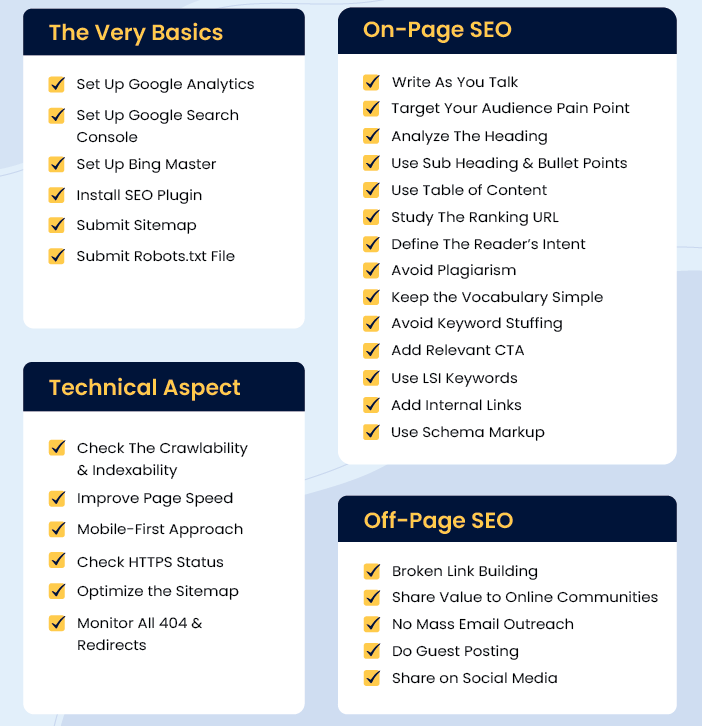 The Very Basics
Set Up Google Analytics
Set Up Google Search
Console
Set Up Bing Master
Install SEO Plugin
Submit Sitemap
Submit Robots.txt File
Technical Aspect
Check The Crawlability
& Indexability
Improve Page Speed
Mobile-First Approach
Check HTTPS Status
Optimize the Sitemap
Monitor All 404 &
Redirects
On-Page SEO
Write As You Talk
Target Your Audience Pain Point
Analyze The Heading
Use Sub Heading & Bullet Points
Use Table of Content
Study The Ranking URL
Define The Reader's Intent
Avoid Plagiarism
Keep the Vocabulary Simple
Avoid Keyword Stuffing
Add Relevant CTA
Use LSI Keywords
Add Internal Links
Use Schema Markup
Off-Page SEO
Broken Link Building
Share Value to Online Communities
No Mass Email Outreach
Do Guest Posting
Share on Social Media